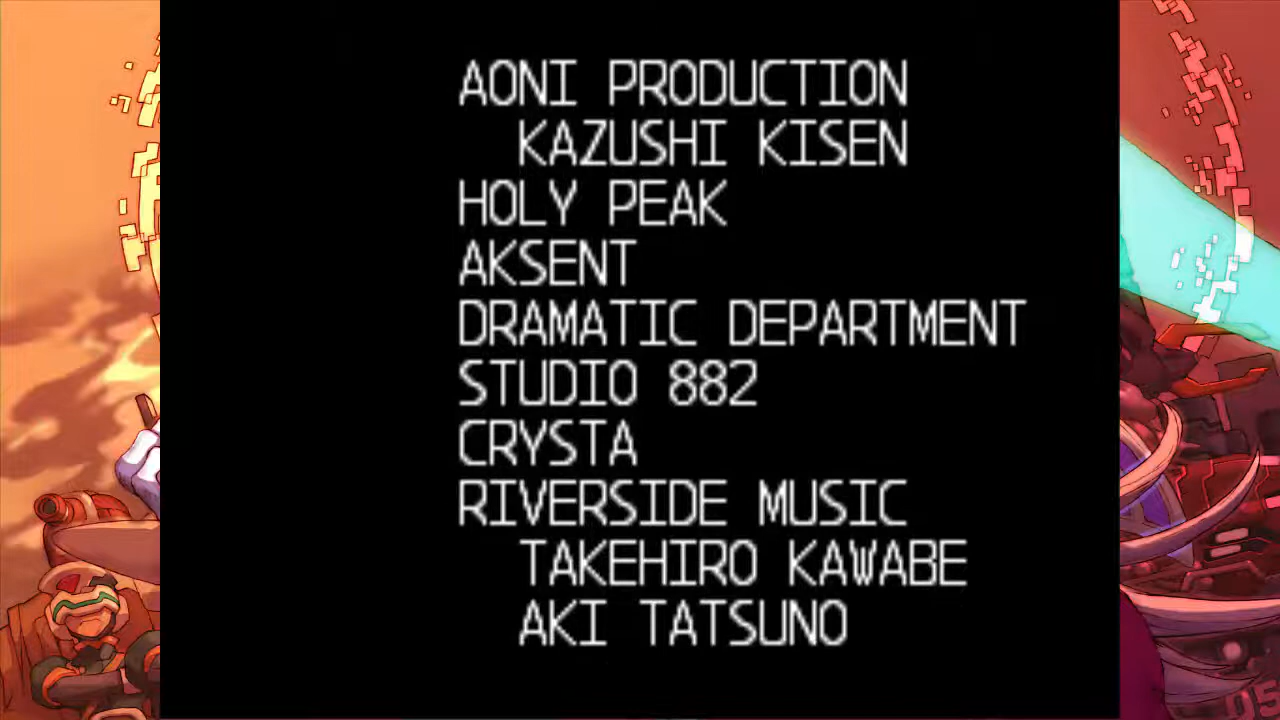 AONI PRODUCTION
KAZUSHI KISEN
HOLY PEAK
AKSENT
DRAMATIC DEPARTMENT
STUDIO 882
CRYSTA
RIVERSIDE MUSIC
TAKEHIRO KAWABE
AKI TATSUNO